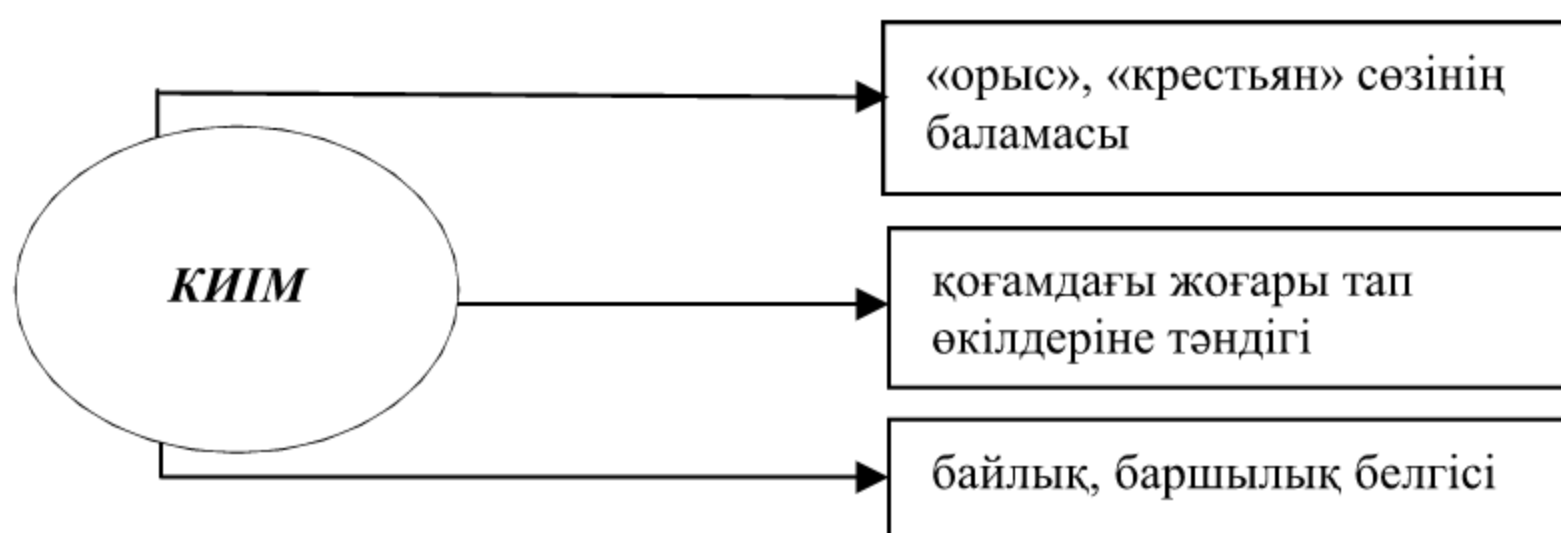 «орыс», «крестьян» сөзінің
баламасы
КИІМ
қоғамдағы жоғары тап
өкілдеріне тәндігі
байлық, баршылық белгісі